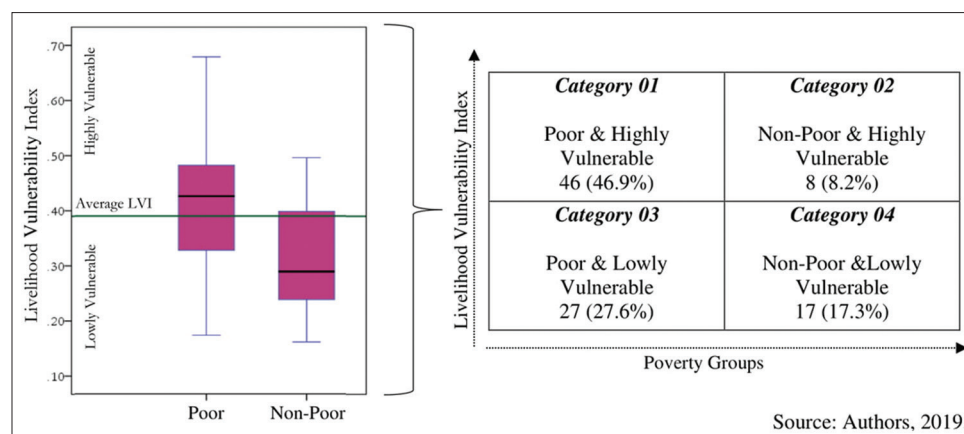 Livelihood Vulnerability Index
.70
.60
.50
.40
.30
.20
.10
Highly Vulnerable
Average LVI
Lowly Vulnerable
Poor
Non-Poor
Livelihood Vulnerability Index
Category 01
Poor & Highly
Vulnerable
46 (46.9%)
Category 02
Non-Poor & Highly
Vulnerable
8 (8.2%)
Category 03
Poor & Lowly
Vulnerable
27 (27.6%)
Category 04
Non-Poor &Lowly
Vulnerable
17 (17.3%)
Poverty Groups
Source: Authors, 2019